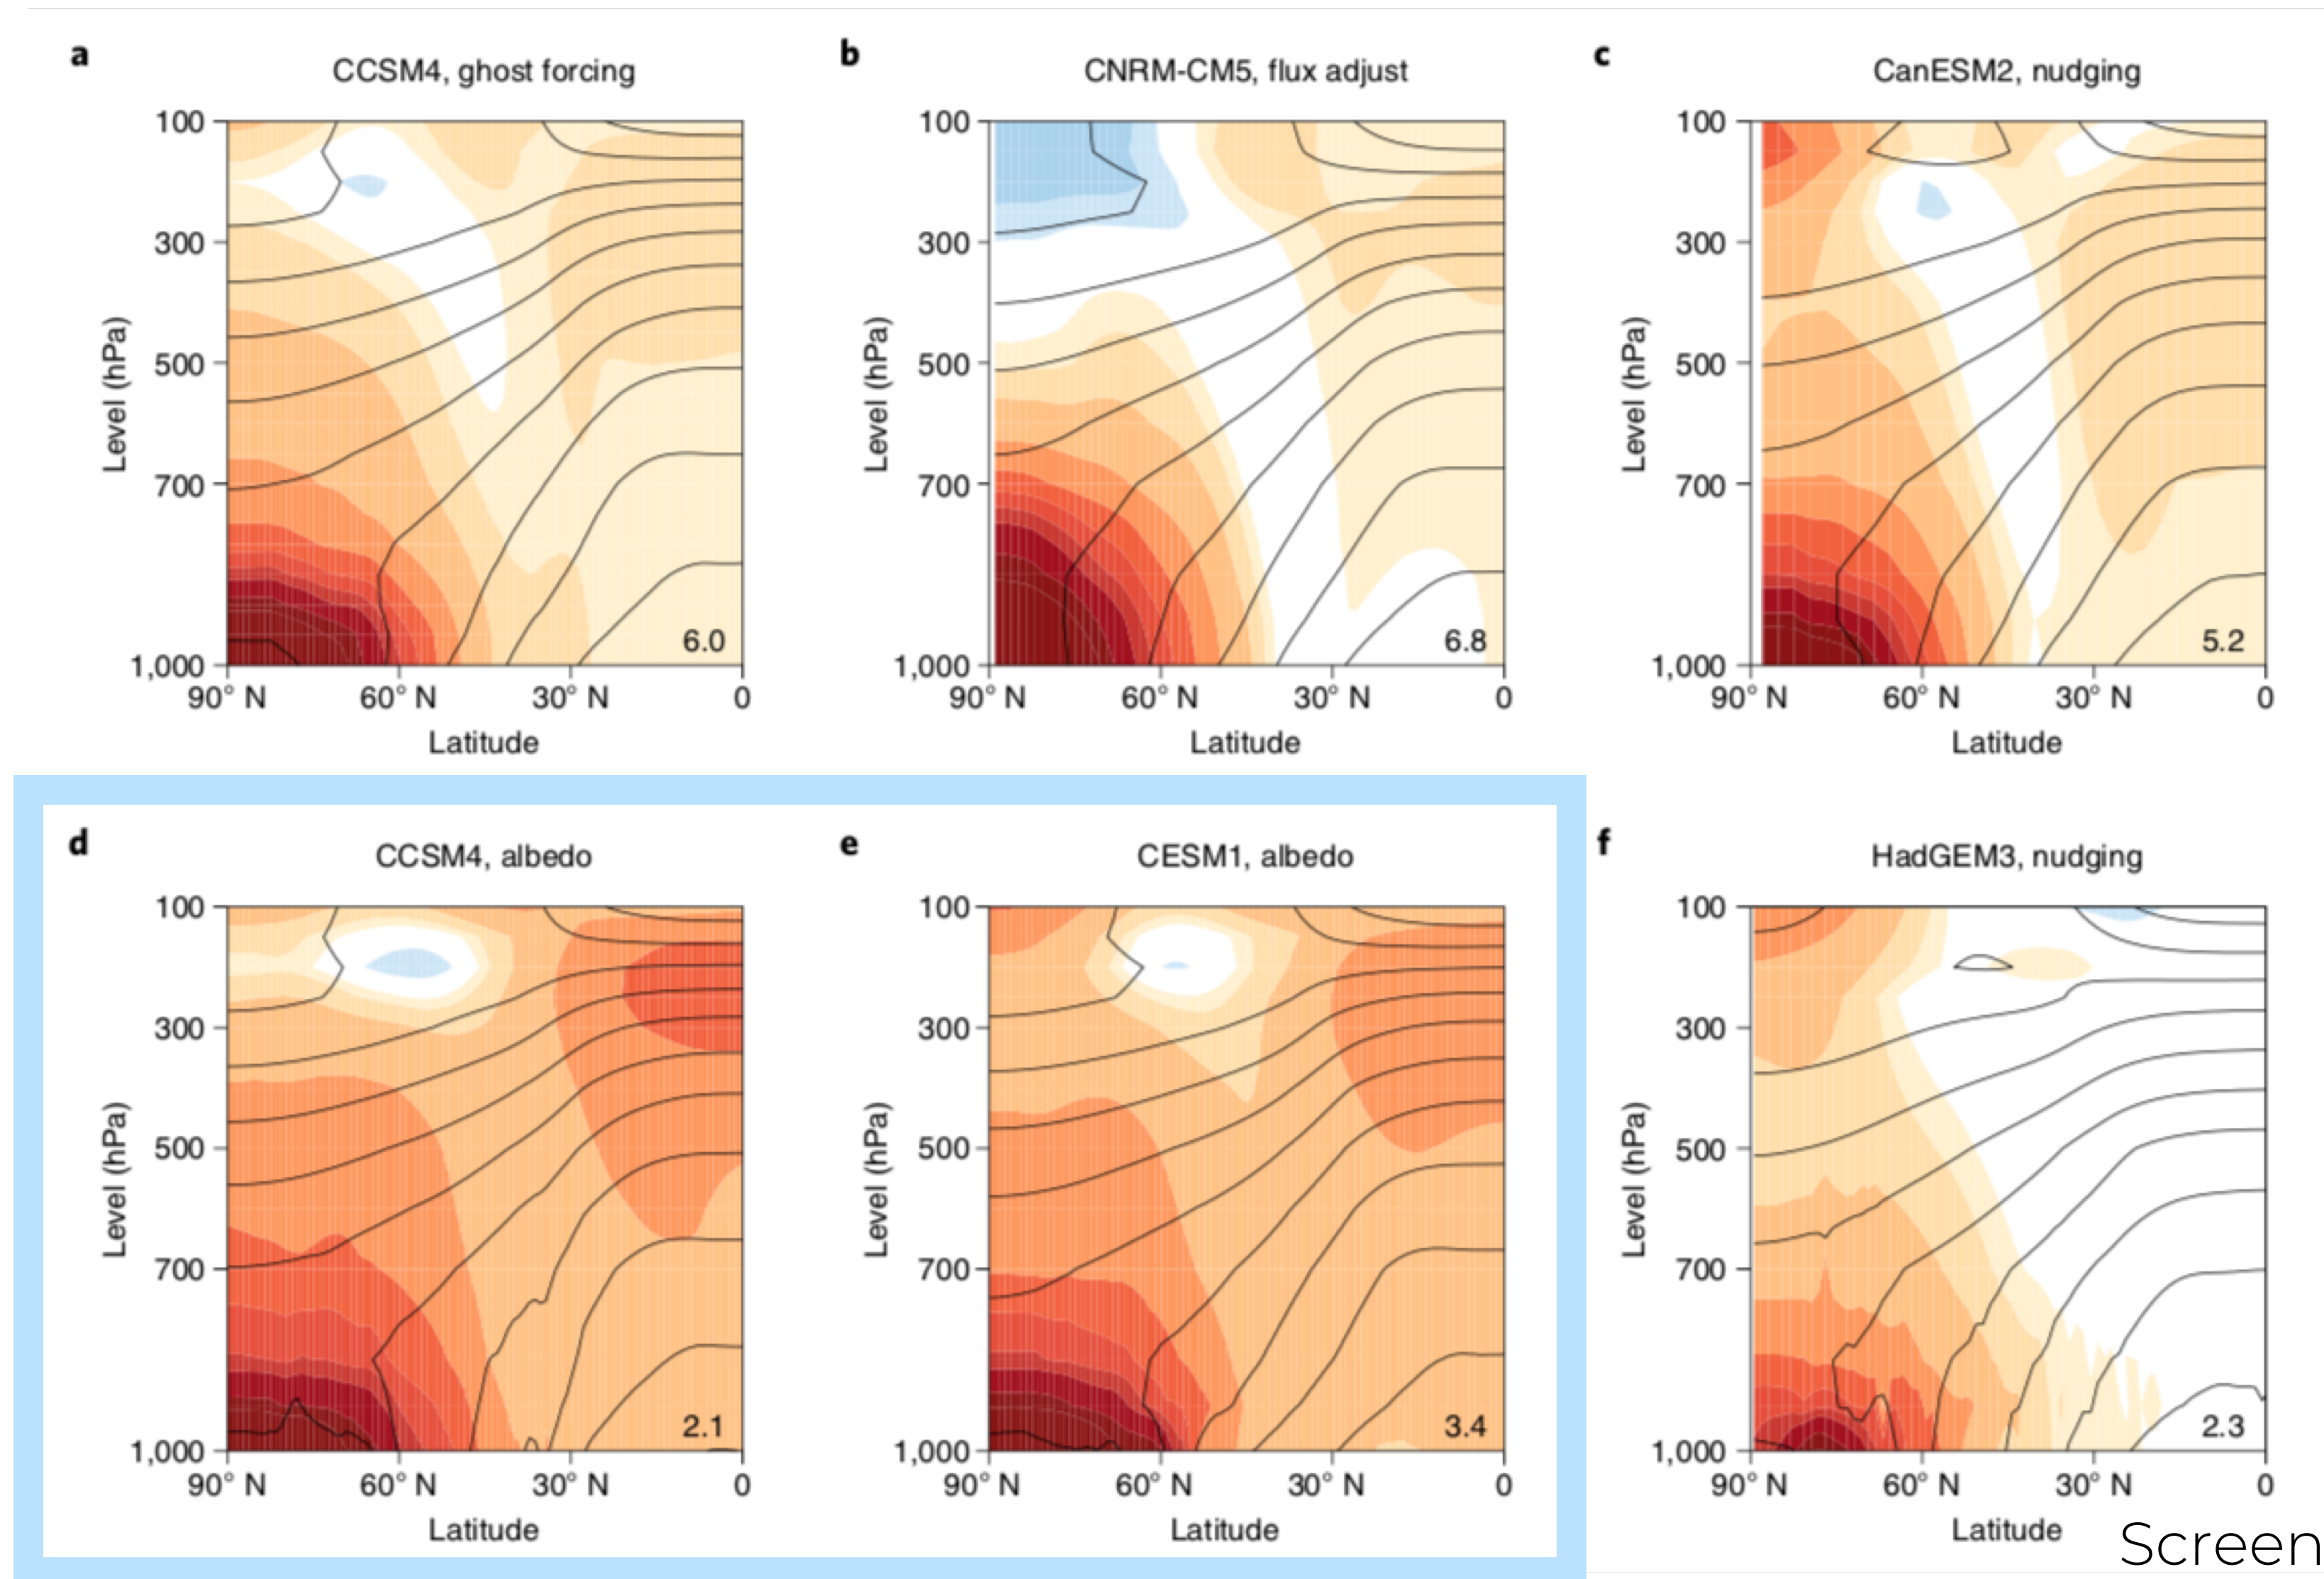 a
CCSM4, ghost forcing
100
300
500
700
1,000
Level (hPa)
6.0
90° N 60° N 30° N 0
Latitude
b
CNRM-CM5, flux adjust
100
300
500
700
1,000
Level (hPa)
6.8
90° N 60° N 30° N 0
Latitude
c
CanESM2, nudging
100
300
500
700
1,000
Level (hPa)
5.2
90° N 60° N 30° N 0
Latitude
d
CCSM4, albedo
100
300
500
700
1,000
Level (hPa)
2.1
90° N 60° N 30° N 0
Latitude
e
CESM1, albedo
100
300
500
700
1,000
Level (hPa)
3.4
90° N 60° N 30° N 0
Latitude
f
HadGEM3, nudging
100
300
500
700
1,000
Level (hPa)
2.3
90° N 60° N 30° N 0
Latitude
Screen